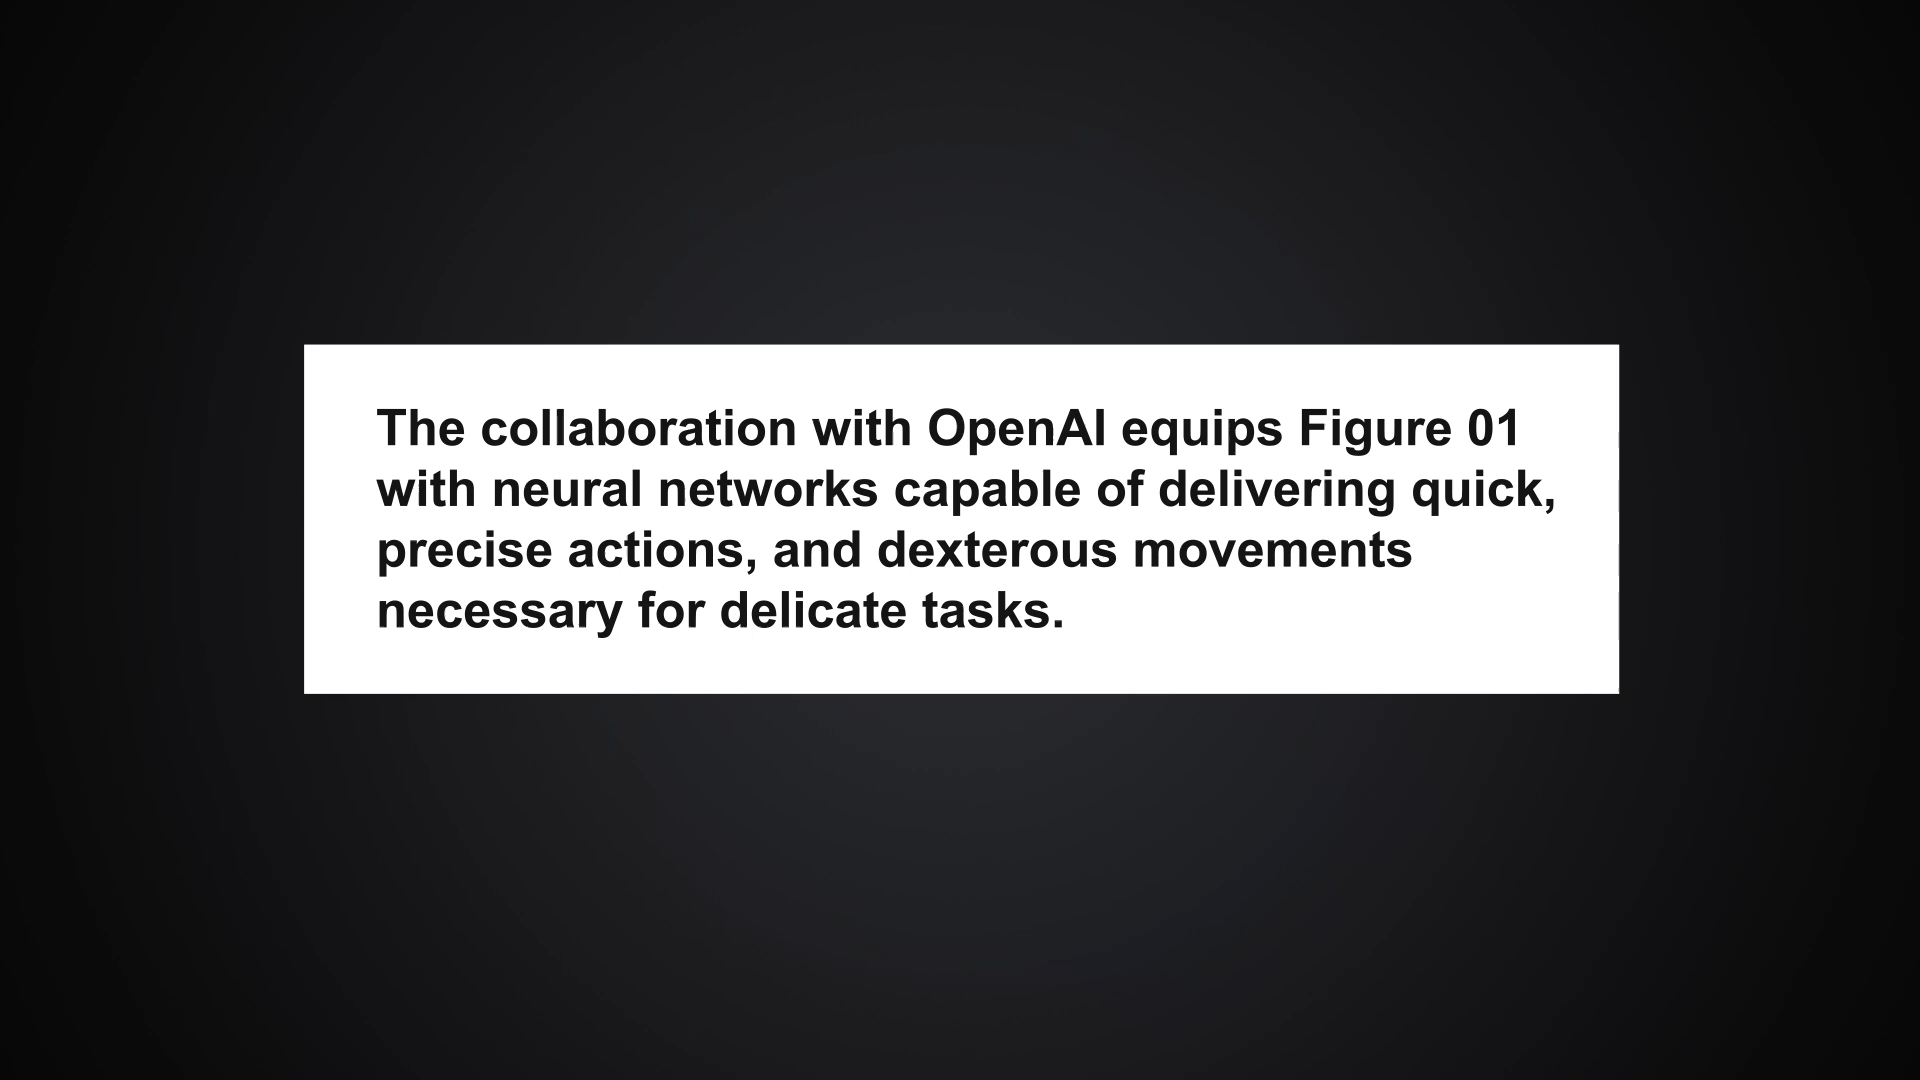 The collaboration with OpenAI equips Figure 01
with neural networks capable of delivering quick,
precise actions, and dexterous movements
necessary for delicate tasks.